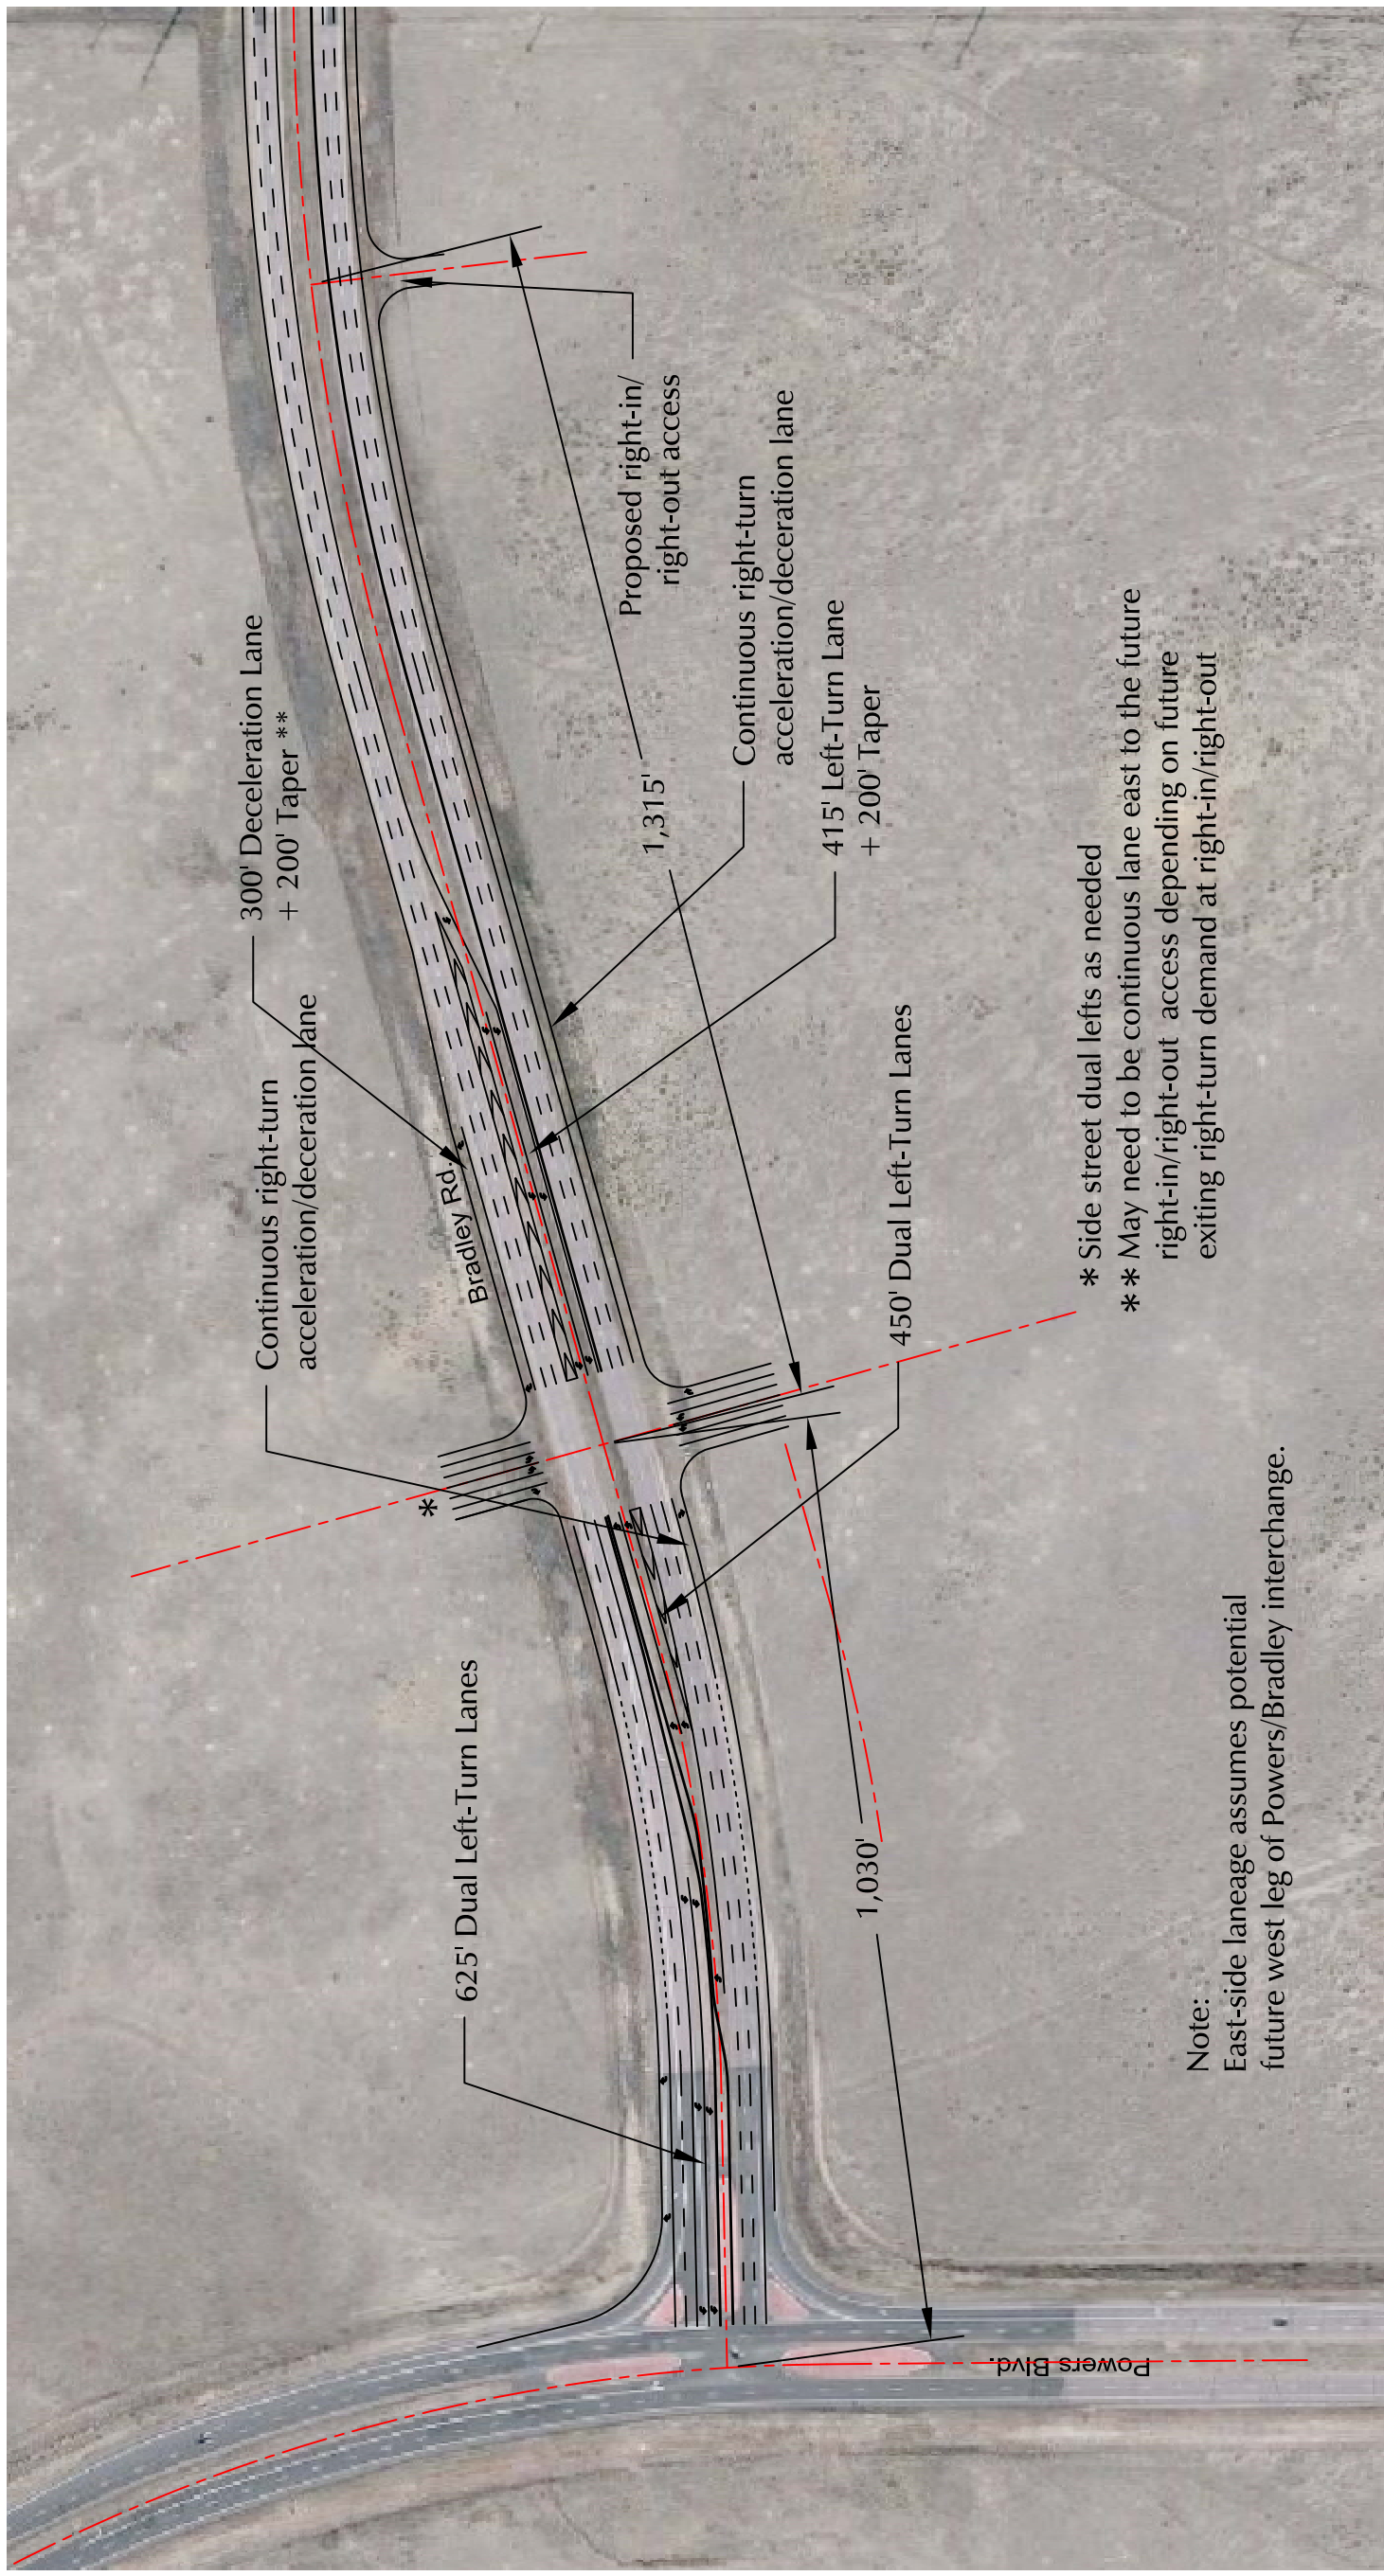 300' Deceleration Lane
+ 200' Taper **
Continuous right-turn
acceleration/deceration lane
Bradley Rd.
*
625' Dual Left-Turn Lanes
Proposed right-in/
right-out access
1,315'
Continuous right-turn
acceleration/deceration lane
415' Left-Turn Lane
+ 200' Taper
450' Dual Left-Turn Lanes
1,030'
Powers Blvd.
* Side street dual lefts as needed
** May need to be continuous lane east to the future
right-in/right-out access depending on future
exiting right-turn demand at right-in/right-out
Note:
East-side laneage assumes potential
future west leg of Powers/Bradley interchange.